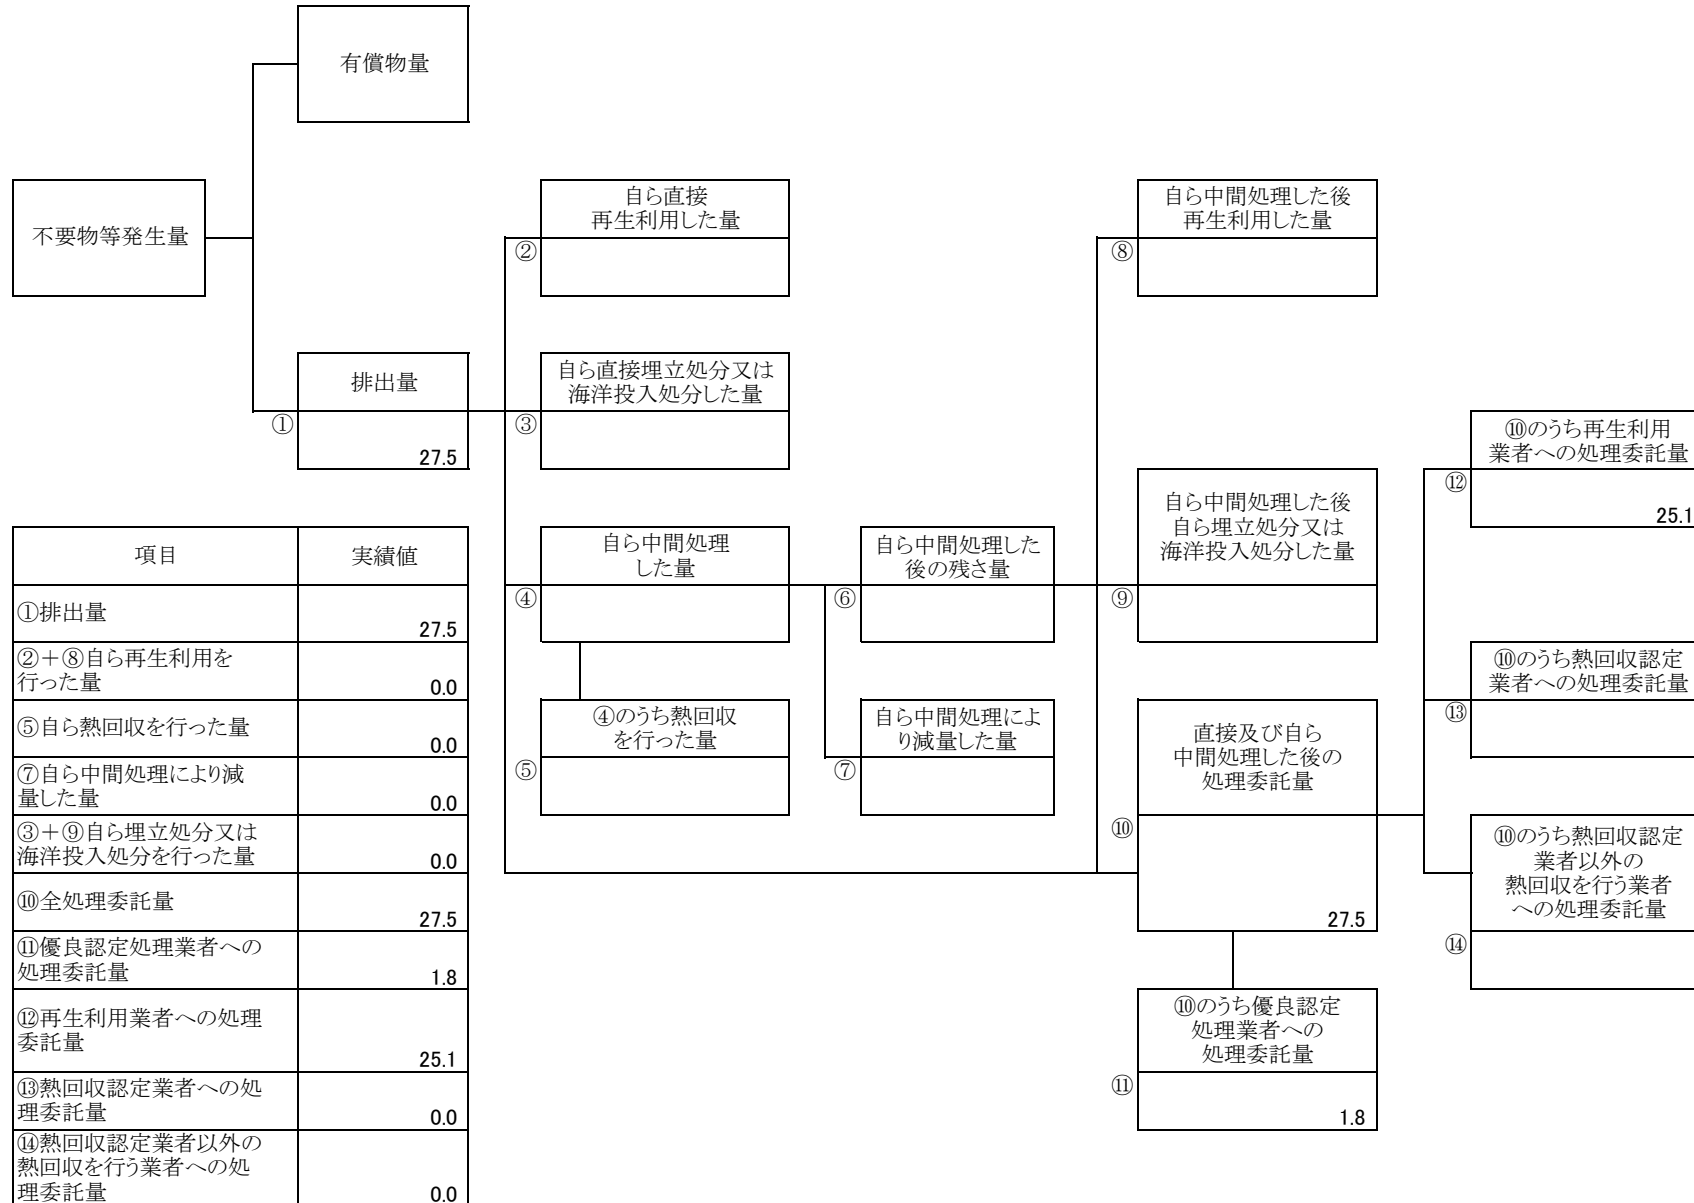 有償物量
不要物等発生量
自ら直接
再生利用した量
②
自ら中間処理した後
再生利用した量
⑧
排出量
①
27.5
自ら直接埋立処分又は
海洋投入処分した量
③
⑩のうち再生利用
業者への処理委託量
⑫
25.1
自ら中間処理
した量
④
自ら中間処理した
後の残さ量
⑥
自ら中間処理した後
自ら埋立処分又は
海洋投入処分した量
⑨
⑩のうち熱回収認定
業者への処理委託量
⑬
④のうち熱回収
を行った量
⑤
自ら中間処理によ
り減量した量
⑦
直接及び自ら
中間処理した後の
処理委託量
⑩
27.5
⑩のうち熱回収認定
業者以外の
熱回収を行う業者
への処理委託量
⑭
⑩のうち優良認定
処理業者への
処理委託量
⑪
1.8
項目 実績値
①排出量
27.5
②＋⑧自ら再生利用を
行った量 0.0
⑤自ら熱回収を行った量
0.0
⑦自ら中間処理により減
量した量 0.0
③＋⑨自ら埋立処分又は
海洋投入処分を行った量 0.0
⑩全処理委託量
27.5
⑪優良認定処理業者への
処理委託量 1.8
⑫再生利用業者への処理
委託量
25.1
⑬熱回収認定業者への処
理委託量 0.0
⑭熱回収認定業者以外の
熱回収を行う業者への処
理委託量 0.0